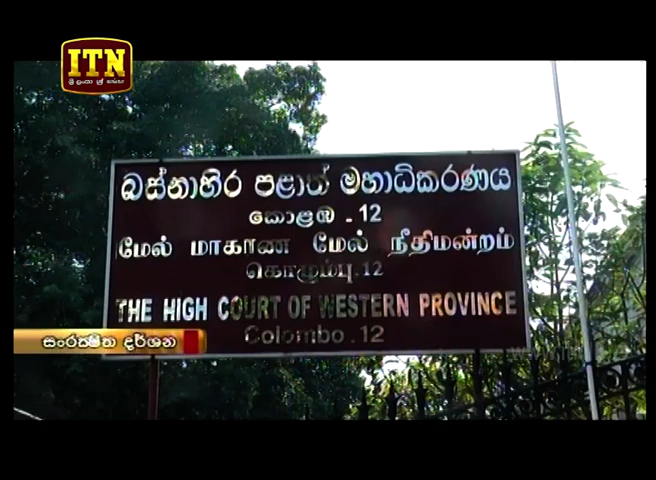 ITN
ශ්‍රී ලංකා
බස්නාහිර පළාත් මහාධිකරණය
කොළඹ . 12
மேல் மாகாண மேல் நீதிமன்றம்
கொழும்பு . 12
THE HIGH COURT OF WESTERN PROVINCE
Colombo . 12
සංරක්ෂිත දර්ශන